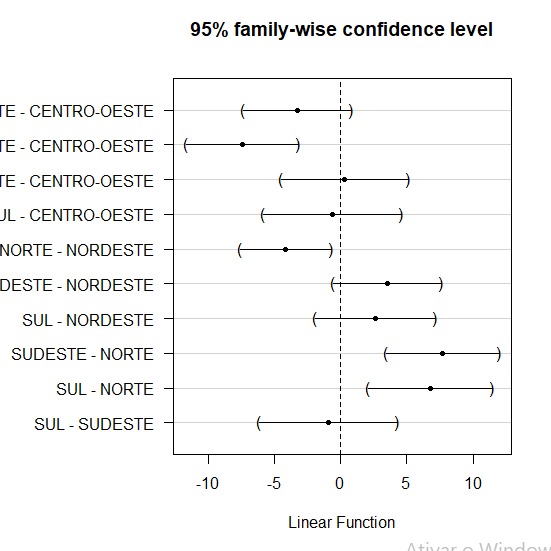 95% family-wise confidence level
TE - CENTRO-OESTE
TE - CENTRO-OESTE
TE - CENTRO-OESTE
UL - CENTRO-OESTE
NORTE - NORDESTE
DESTE - NORDESTE
SUL - NORDESTE
SUDESTE - NORTE
SUL - NORTE
SUL - SUDESTE
-10 -5 0 5 10
Linear Function
Ativar o Window